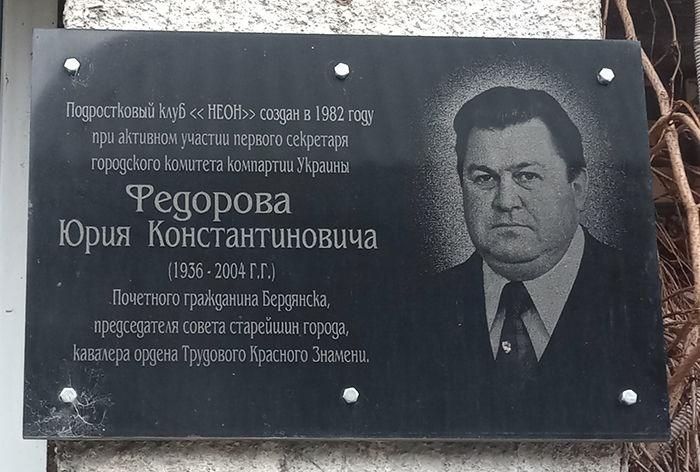 Подростковый клуб << НЕОН>> создан в 1982 году
при активном участии первого секретаря
городского комитета компартии Украины
Федорова
Юрия Константиновича
(1936 - 2004 Г.Г.)
Почетного гражданина Бердянска,
председателя совета старейшин города,
кавалера ордена Трудового Красного Знамени.